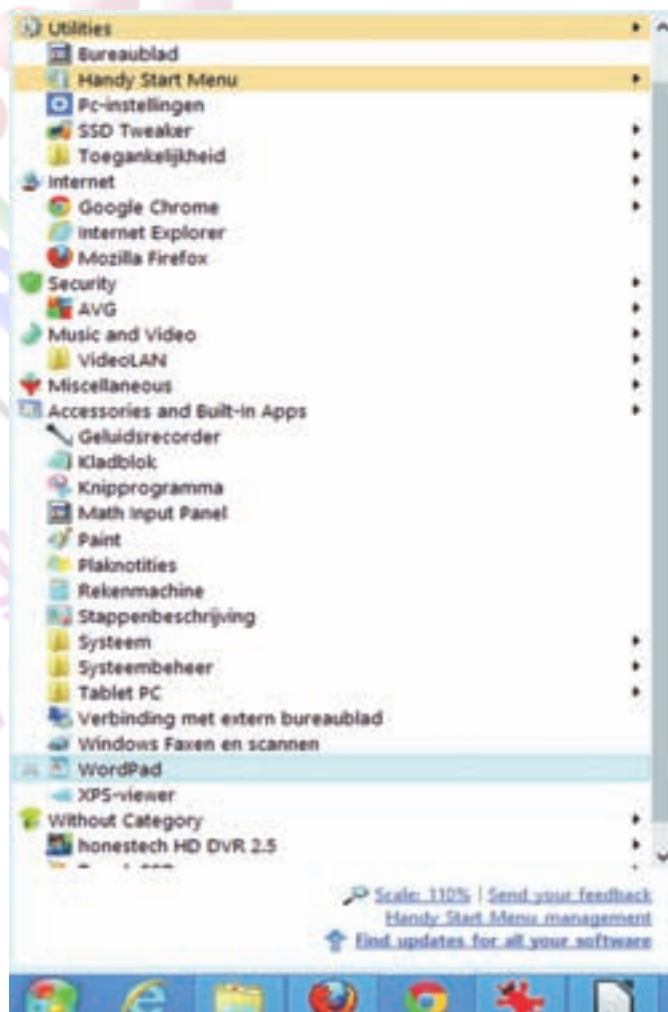 Utilities
Bureaublad
Handy Start Menu
Pc-instellingen
SSD Tweaker
Toegankelijkheid
Internet
Google Chrome
Internet Explorer
Mozilla Firefox
Security
AVG
Music and Video
VideoLAN
Miscellaneous
Accessories and Built-in Apps
Geluidsrecorder
Kladblok
Knipprogramma
Math Input Panel
Paint
Plaknotities
Rekenmachine
Stappenbeschrijving
Systeem
Systeembeheer
Tablet PC
Verbinding met extern bureaublad
Windows Faxen en scannen
WordPad
XPS-viewer
Without Category
honestech HD DVR 2.5
Scale: 110% | Send your feedback
Handy Start Menu management
Find updates for all your software